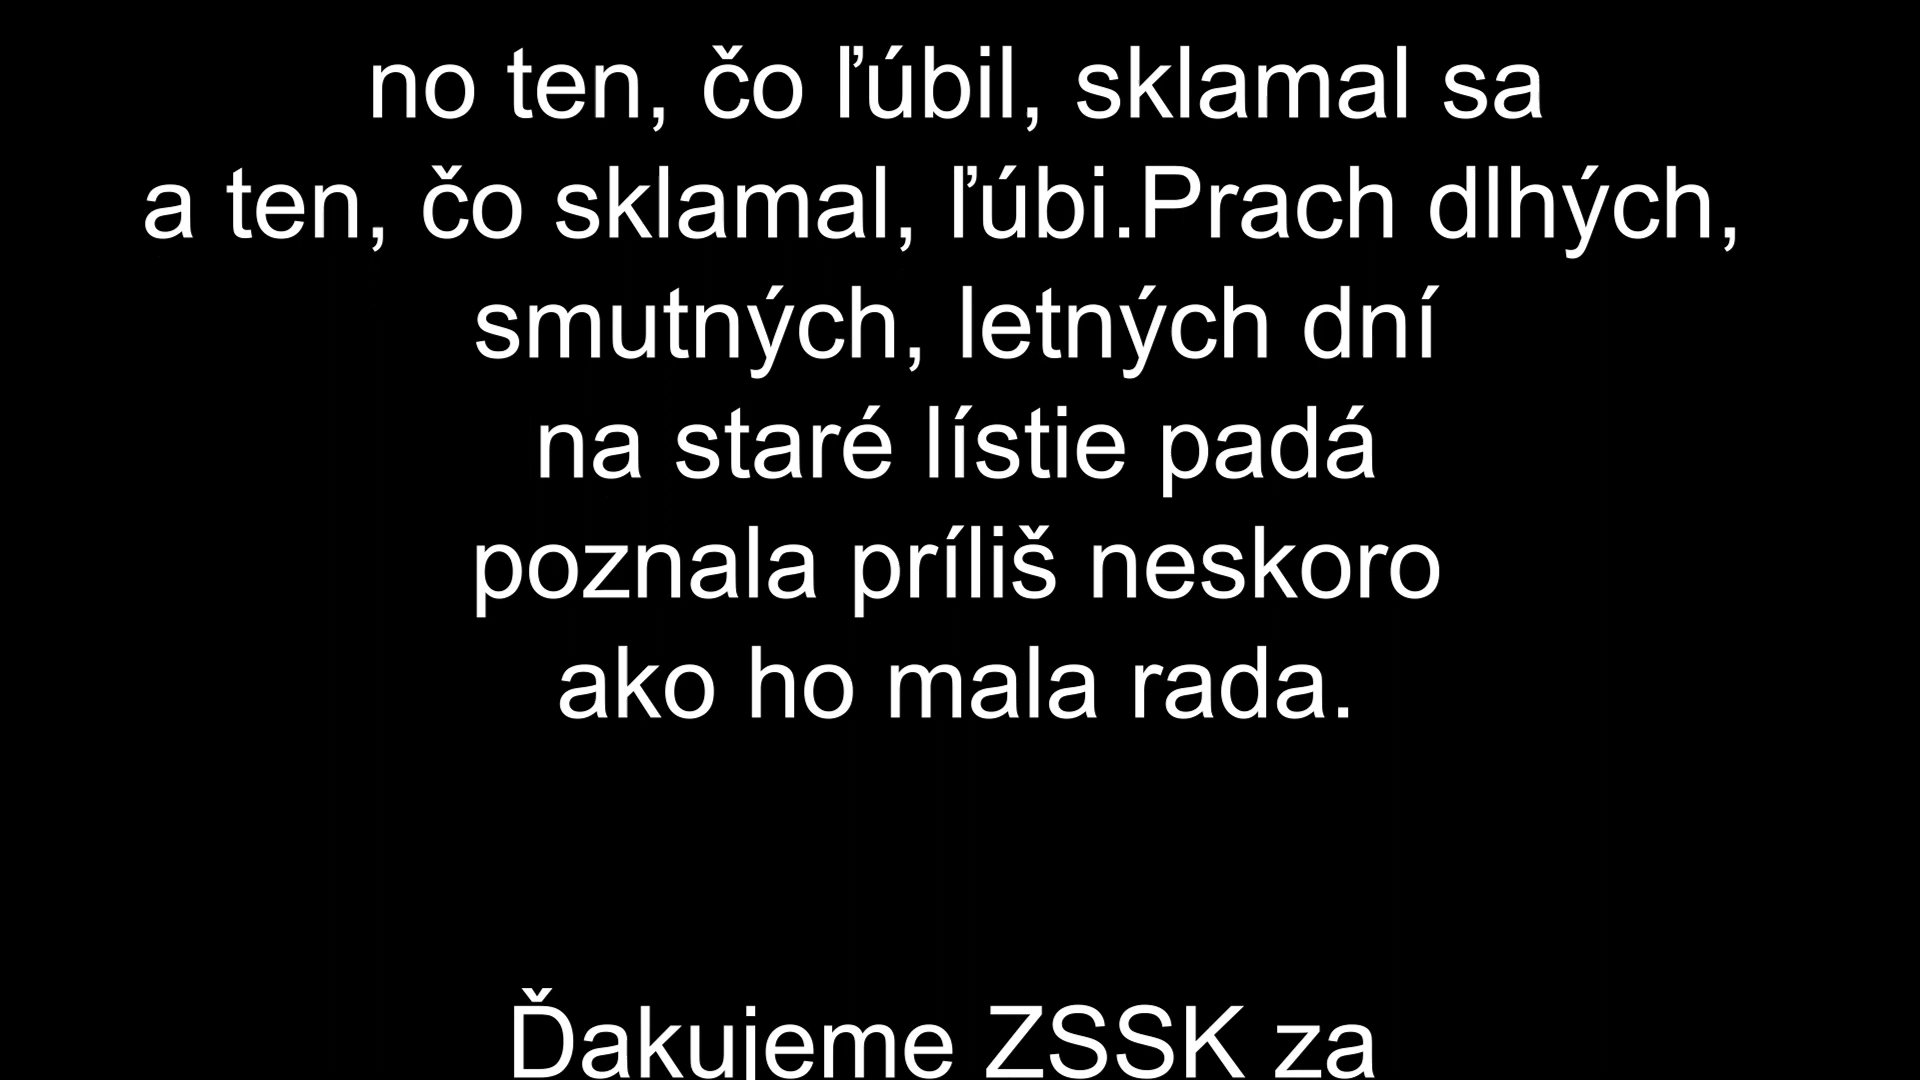 no ten, čo ľúbil, sklamal sa
a ten, čo sklamal, ľúbi.Prach dlhých,
smutných, letných dní
na staré lístie padá
poznala príliš neskoro
ako ho mala rada.
Ďakujeme ZSSK za